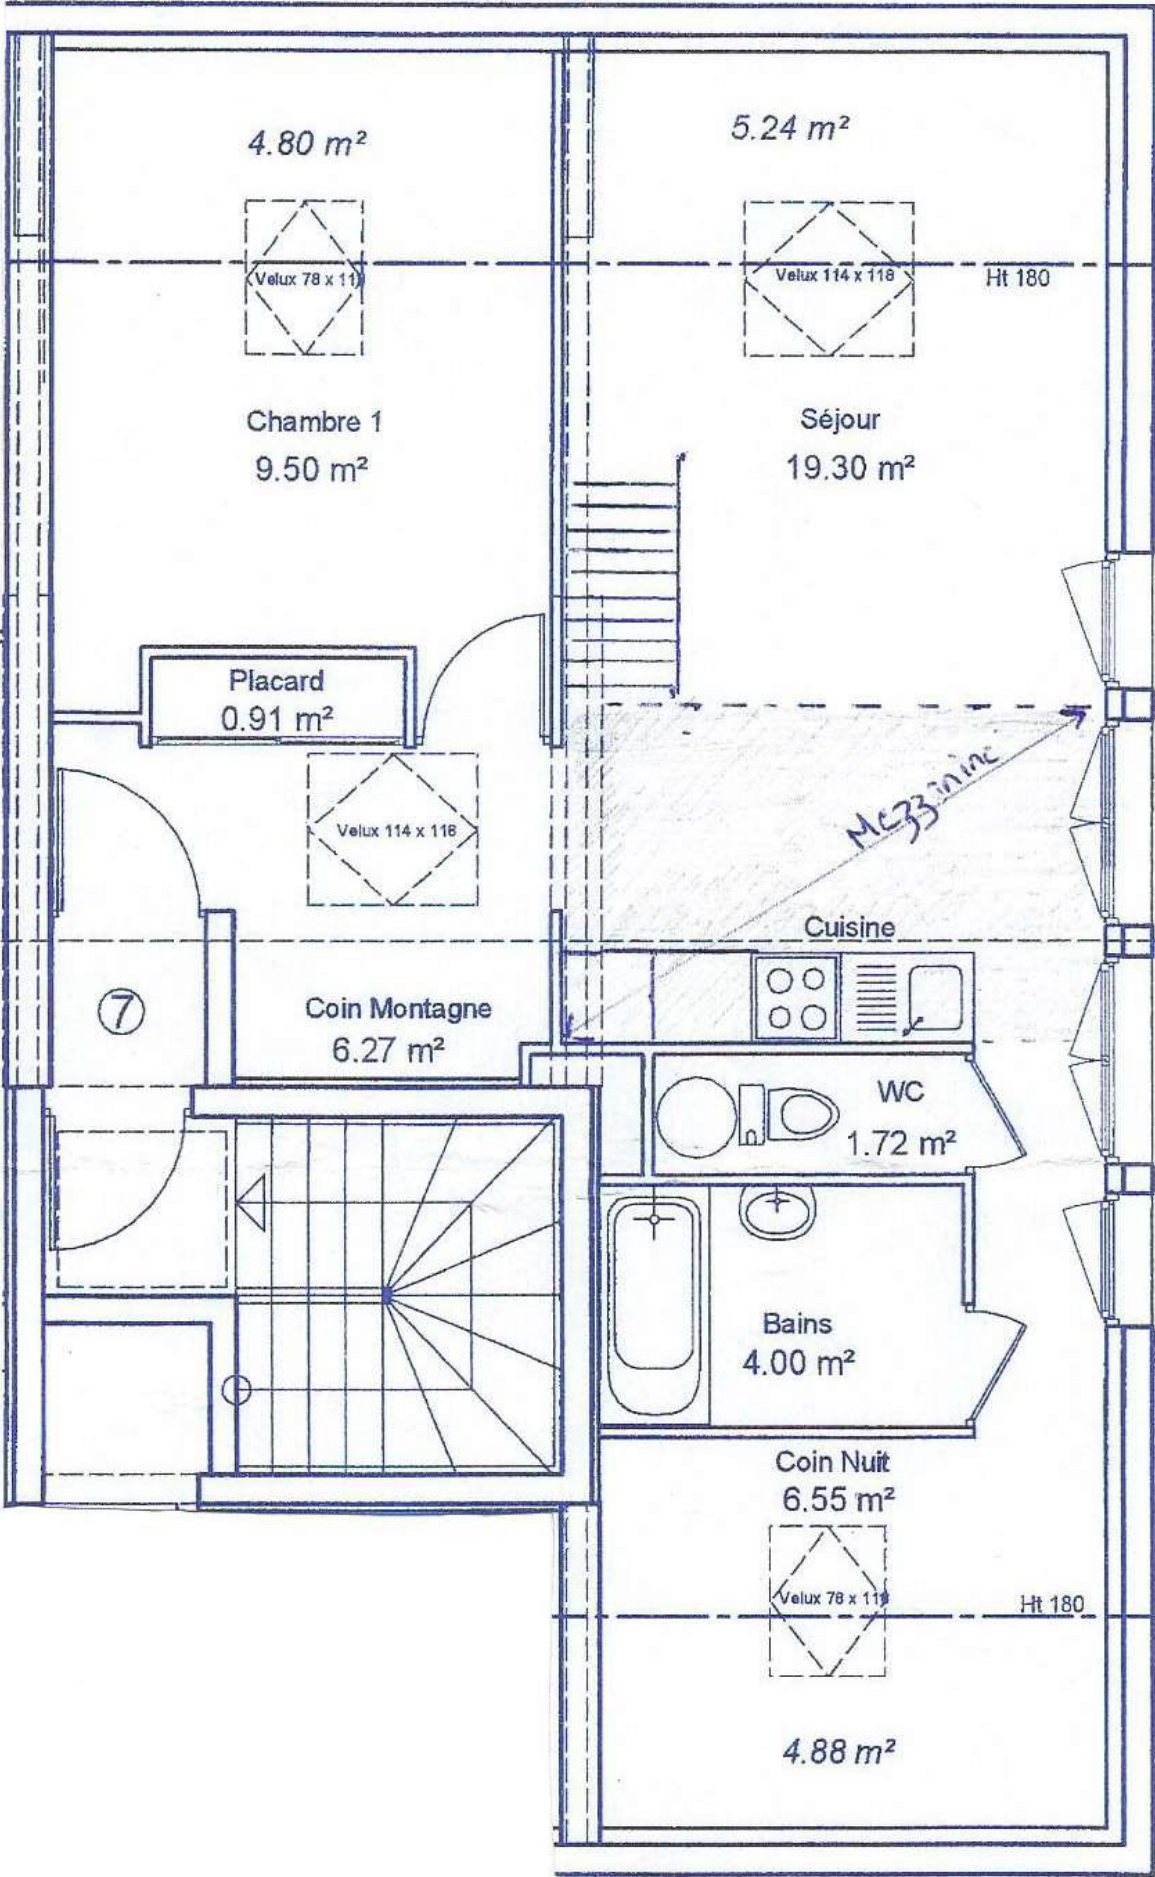 4.80 m²
5.24 m²
Velux 78 x 11
Velux 114 x 118
Ht 180
Chambre 1
9.50 m²
Séjour
19.30 m²
Placard
0.91 m²
Velux 114 x 118
Mezzanine
Cuisine
7
Coin Montagne
6.27 m²
WC
1.72 m²
Bains
4.00 m²
Coin Nuit
6.55 m²
Velux 78 x 118
Ht 180
4.88 m²